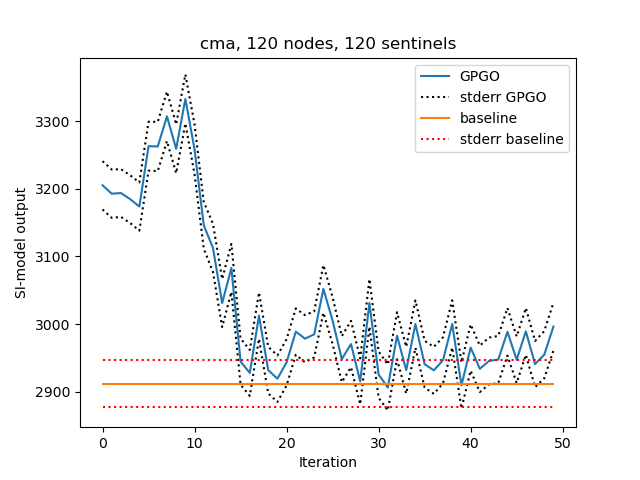 cma, 120 nodes, 120 sentinels
GPGO
stderr GPGO
baseline
stderr baseline
SI-model output
3300
3200
3100
3000
2900
0 10 20 30 40 50
Iteration